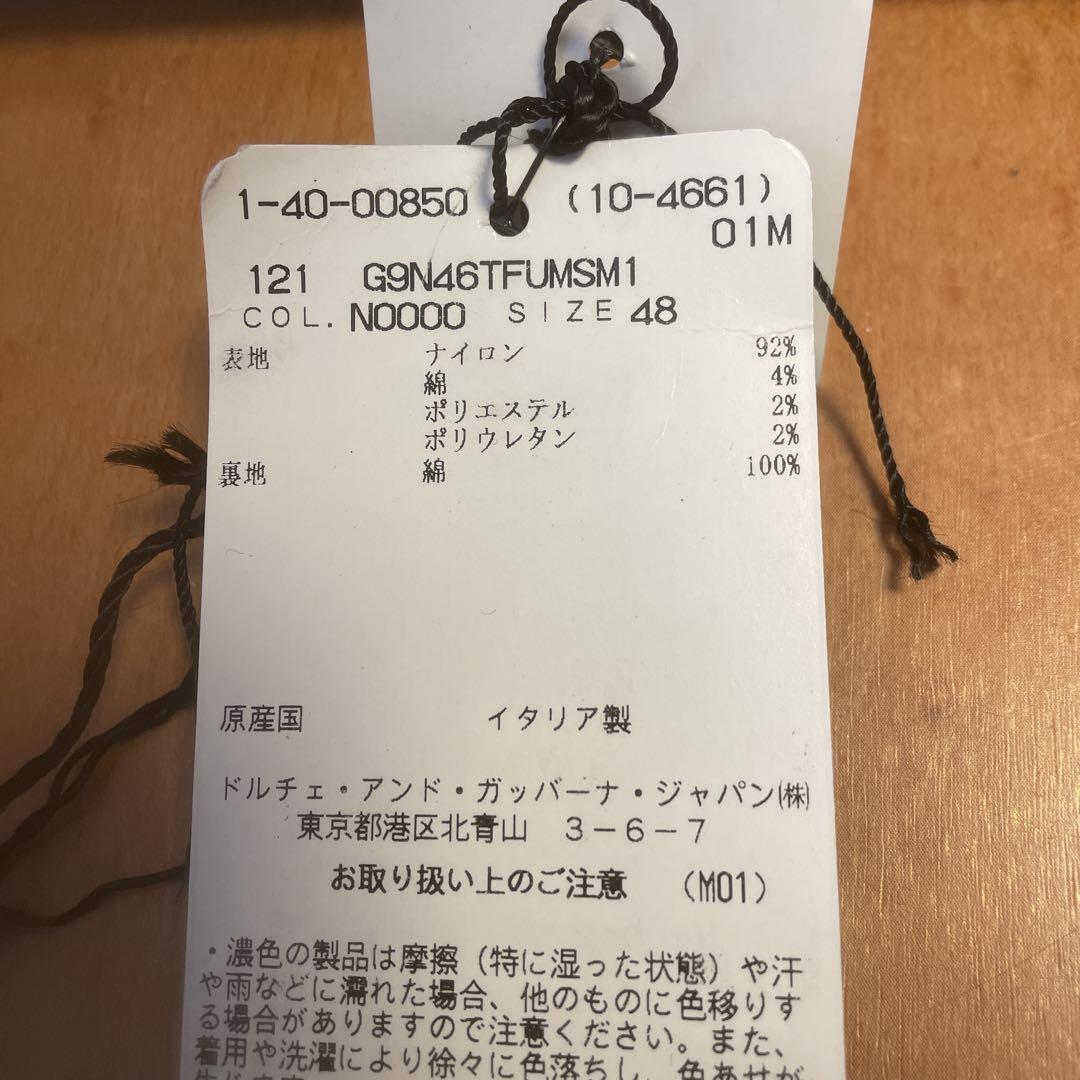 1-40-00850 (10-4661)
01M
121 G9N46TFUMSM1
COL. N0000 SIZE 48
表地 ナイロン 92%
綿 4%
ポリエステル 2%
ポリウレタン 2%
裏地 綿 100%
原産国 イタリア製
ドルチェ・アンド・ガッバーナ・ジャパン㈱
東京都港区北青山 3-6-7
お取り扱い上のご注意 (M01)
・濃色の製品は摩擦(特に湿った状態)や汗
や雨などに濡れた場合、他のものに色移りす
る場合がありますので注意ください。また、
着用や洗濯により徐々に色落ちし、色あせが